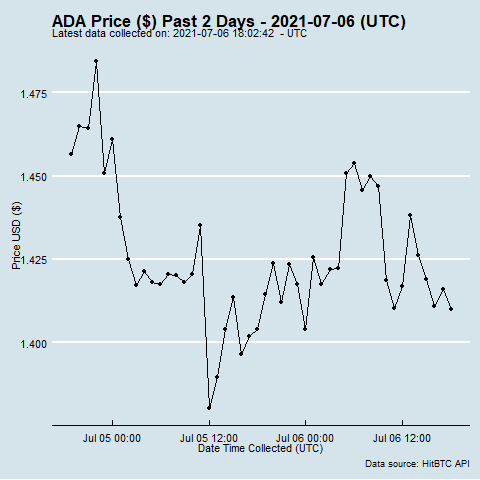 ADA Price ($) Past 2 Days - 2021-07-06 (UTC)
Latest data collected on: 2021-07-06 18:02:42 - UTC
1.475
1.450
1.425
1.400
Price USD ($)
Jul 05 00:00
Jul 05 12:00
Jul 06 00:00
Jul 06 12:00
Date Time Collected (UTC)
Data source: HitBTC API